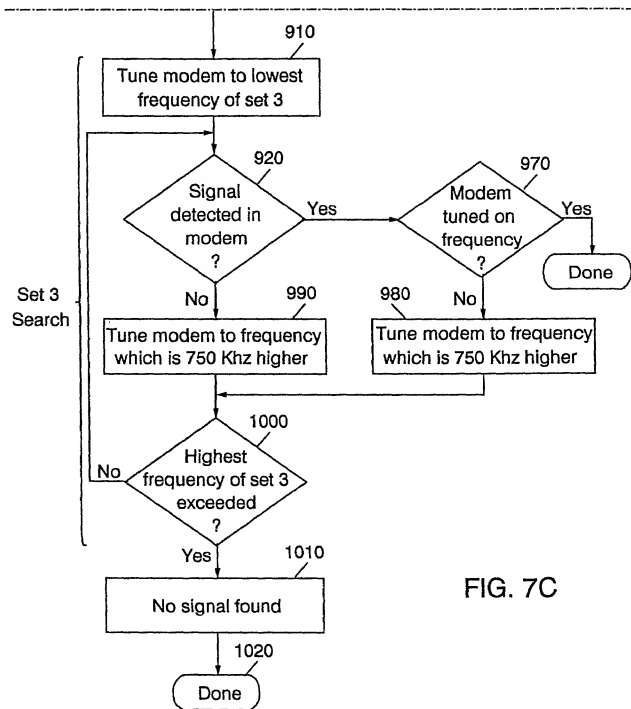 910
Tune modem to lowest
frequency of set 3
920
Signal
detected in
modem
?
Yes
970
Modem
tuned on
frequency
?
Yes
Done
Set 3
Search
No
990
Tune modem to frequency
which is 750 Khz higher
No
980
Tune modem to frequency
which is 750 Khz higher
1000
Highest
frequency of set 3
exceeded
?
No
Yes
1010
No signal found
FIG. 7C
1020
Done